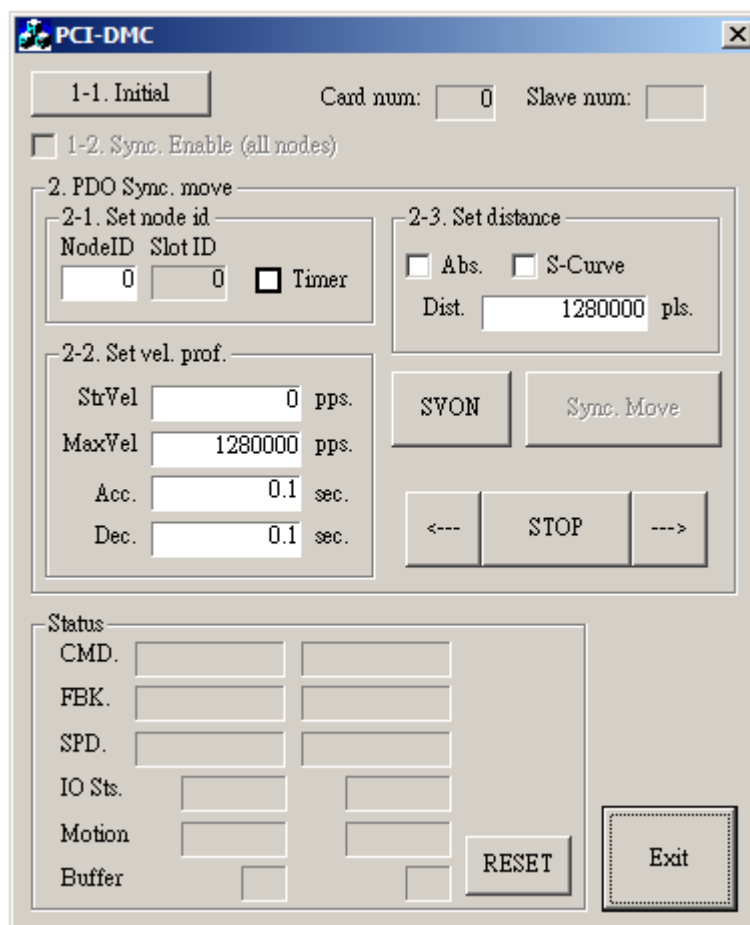 PCI-DMC
1-1. Initial Card num: 0 Slave num:
1-2. Sync. Enable (all nodes)
2. PDO Sync. move
2-1. Set node id
NodeID Slot ID
0 0 Timer
2-3. Set distance
Abs. S-Curve
Dist. 1280000 pls.
2-2. Set vel. prof.
StrVel 0 pps.
MaxVel 1280000 pps.
Acc. 0.1 sec.
Dec. 0.1 sec.
SVON Sync. Move
<--- STOP --->
Status
CMD.
FBK.
SPD.
IO Sts.
Motion
Buffer
RESET
Exit